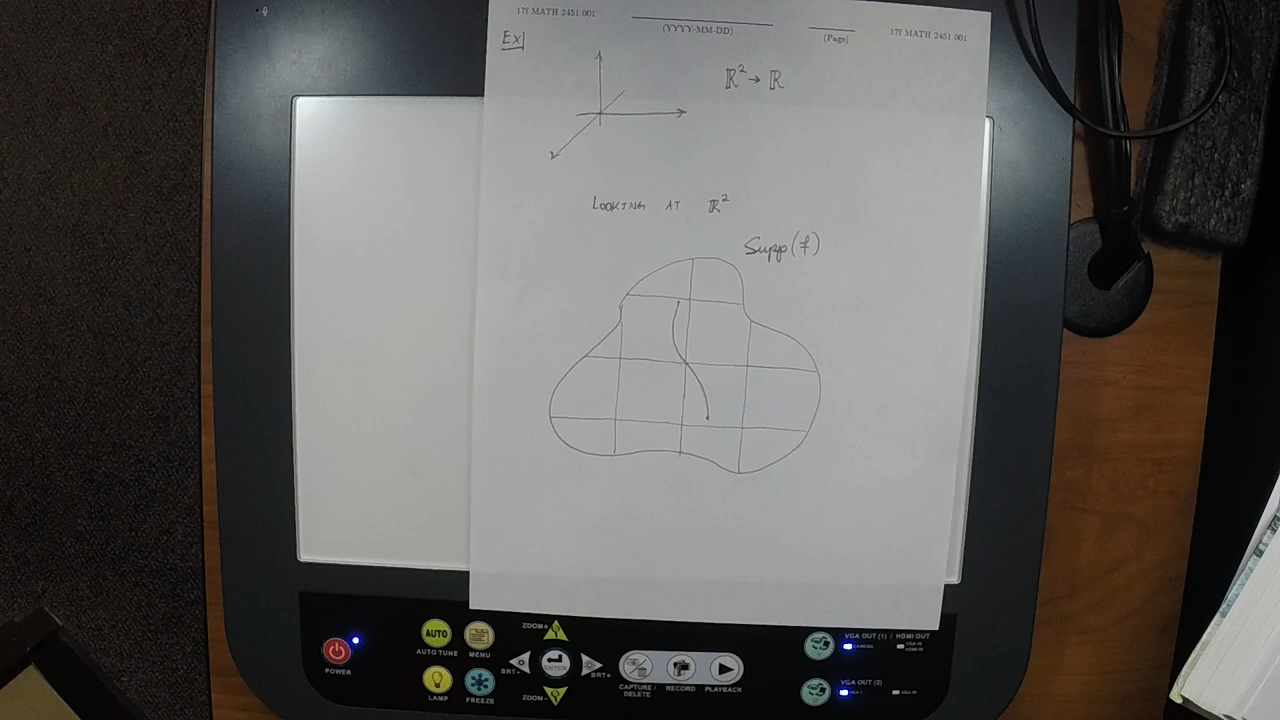 17f MATH 2451 001
(YYYY-MM-DD)
(Page)
17f MATH 2451 001
Ex
ℝ² → ℝ
LOOKING AT ℝ²
Supp(f)
POWER
AUTO
AUTO TUNE
MENU
LAMP
FREEZE
ZOOM+
BRT-
ENTER
BRT+
ZOOM-
CAPTURE /
DELETE
RECORD
PLAYBACK
VGA OUT (1) / HDMI OUT
CAMERA
VGA OUT (2)